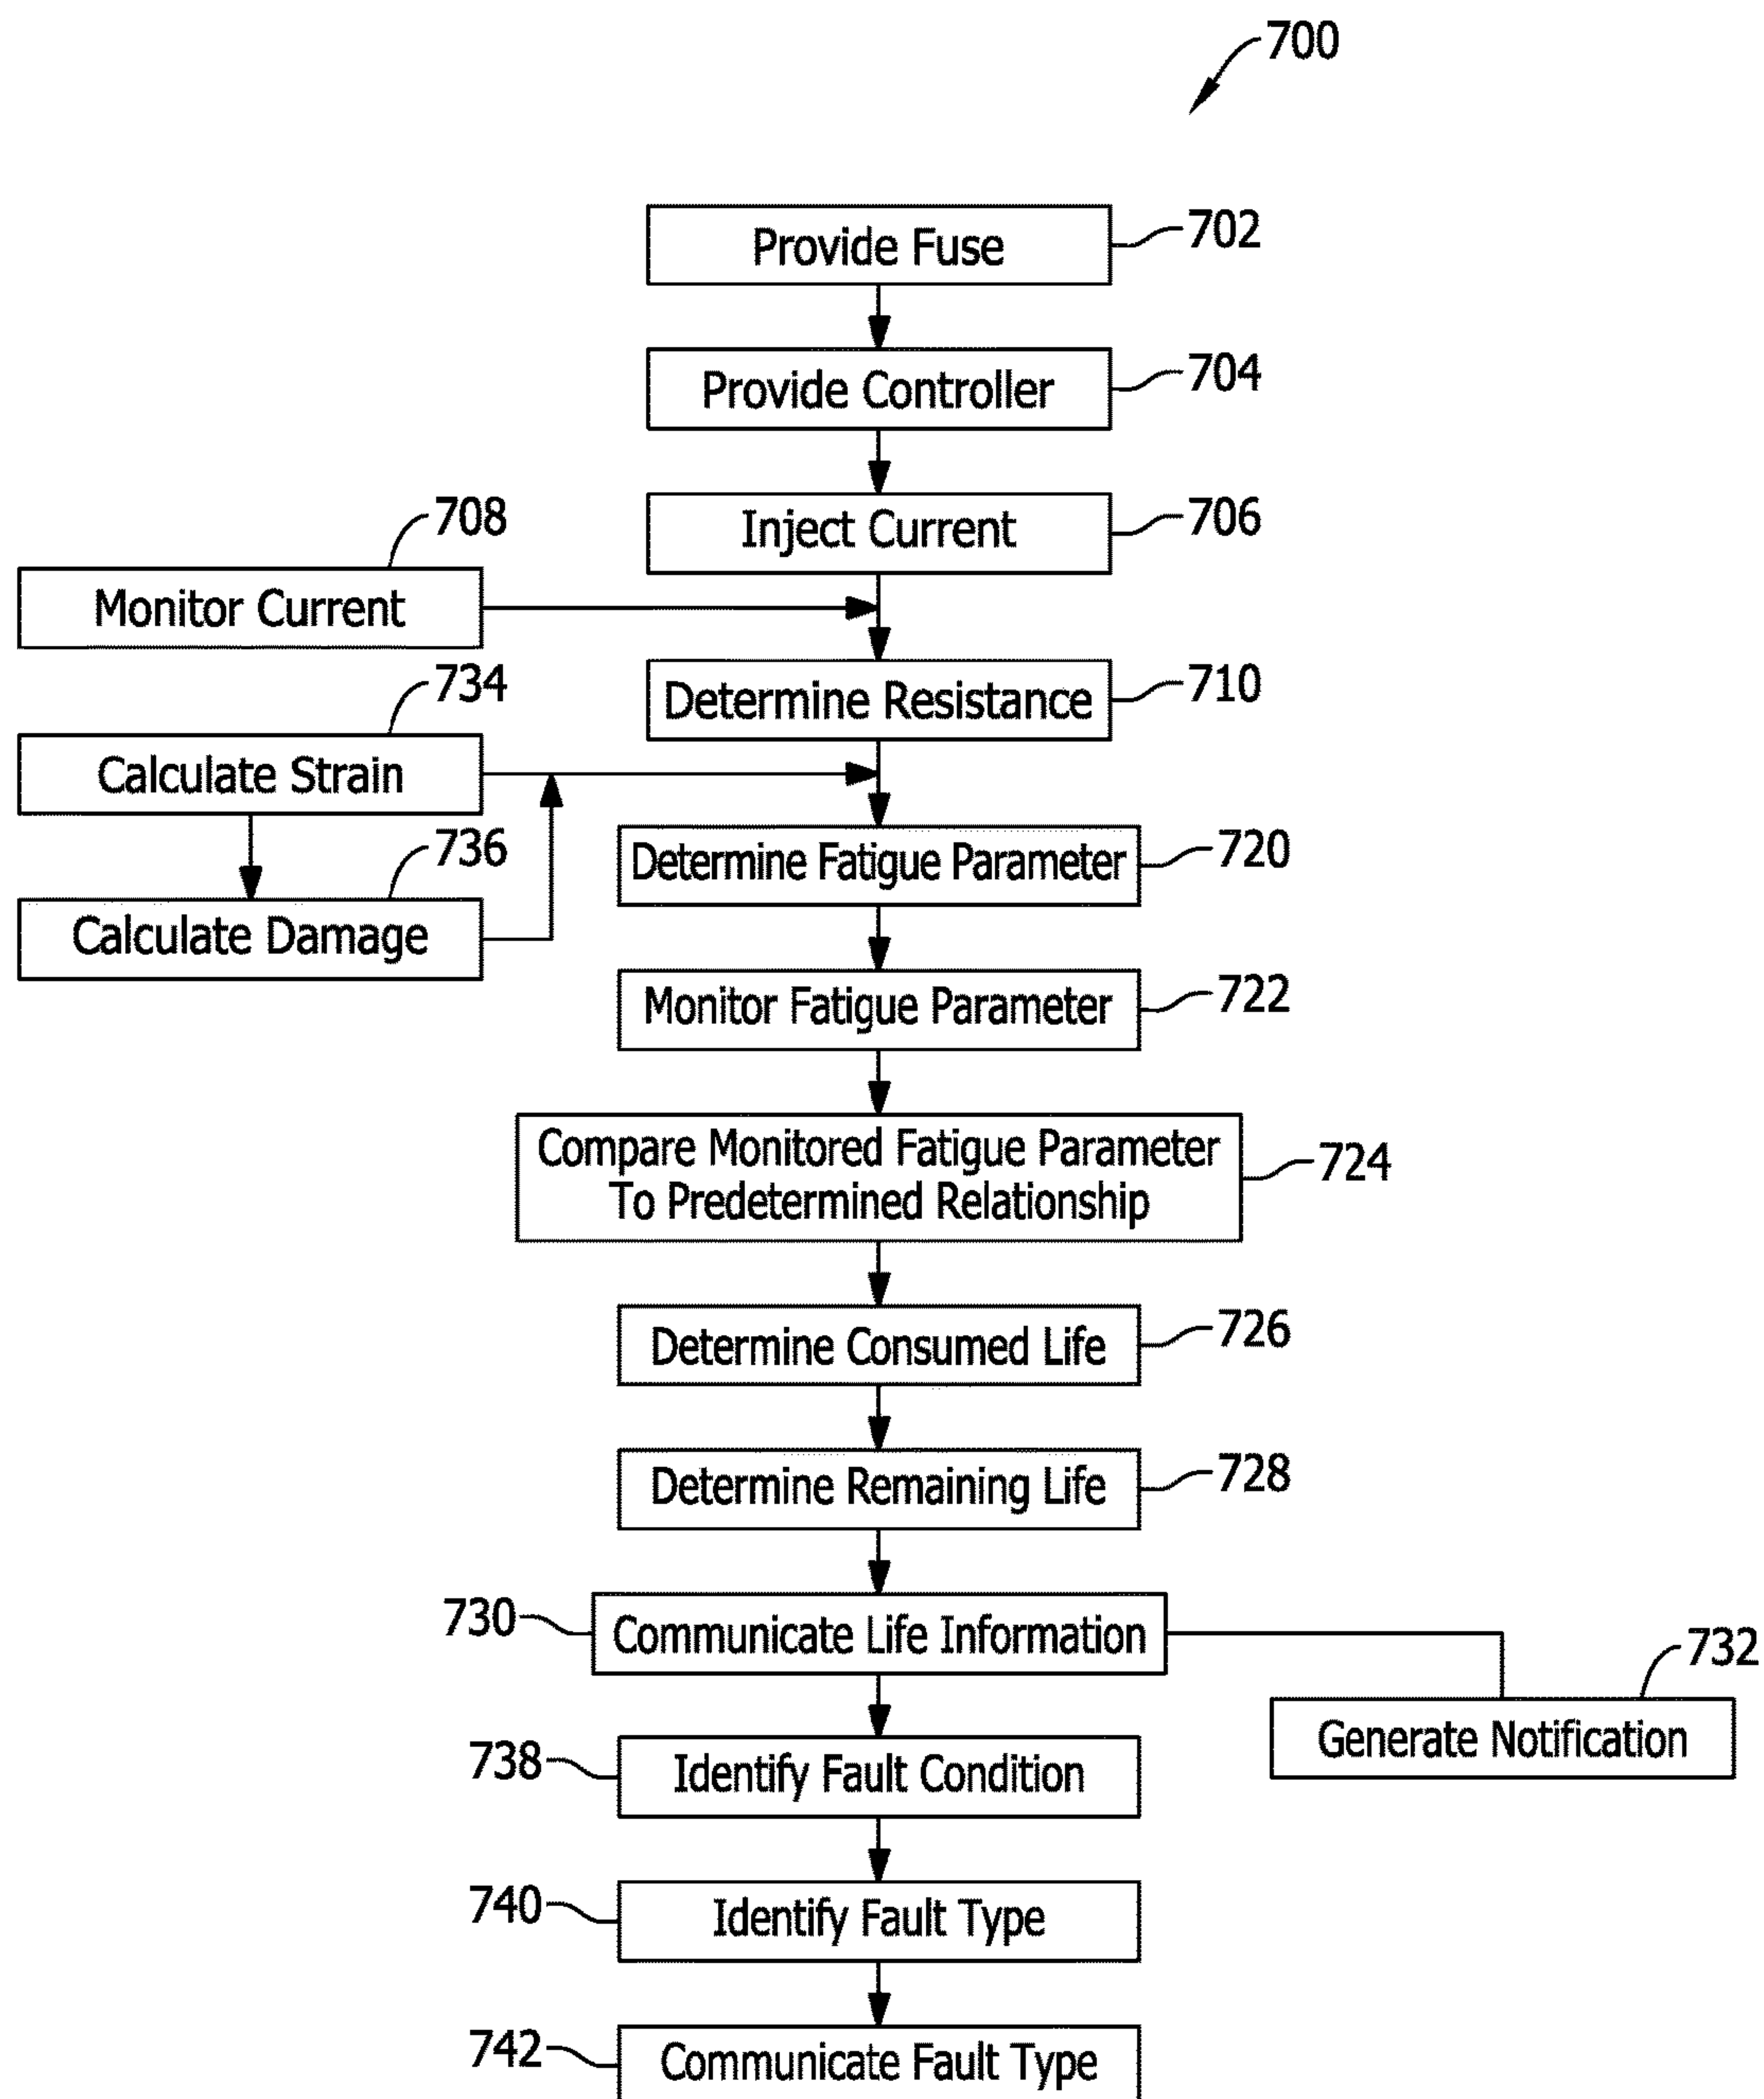 700
Provide Fuse
702
Provide Controller
704
Inject Current
706
708
Monitor Current
Determine Resistance
710
734
Calculate Strain
Determine Fatigue Parameter
720
736
Calculate Damage
Monitor Fatigue Parameter
722
Compare Monitored Fatigue Parameter
To Predetermined Relationship
724
Determine Consumed Life
726
Determine Remaining Life
728
730
Communicate Life Information
732
Generate Notification
738
Identify Fault Condition
740
Identify Fault Type
742
Communicate Fault Type